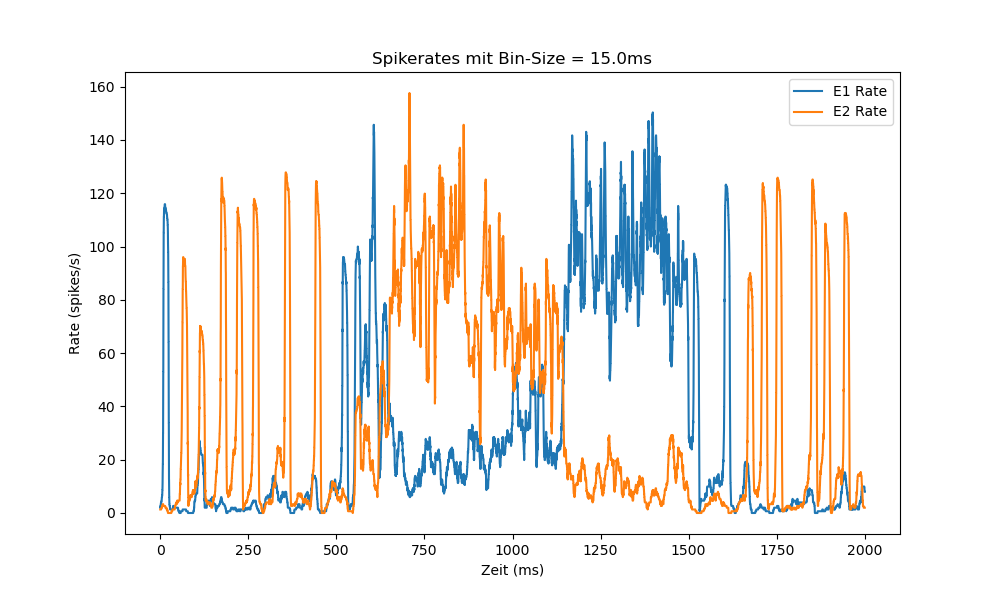 Spikerates mit Bin-Size = 15.0ms
E1 Rate
E2 Rate
Rate (spikes/s)
160
140
120
100
80
60
40
20
0
0 250 500 750 1000 1250 1500 1750 2000
Zeit (ms)